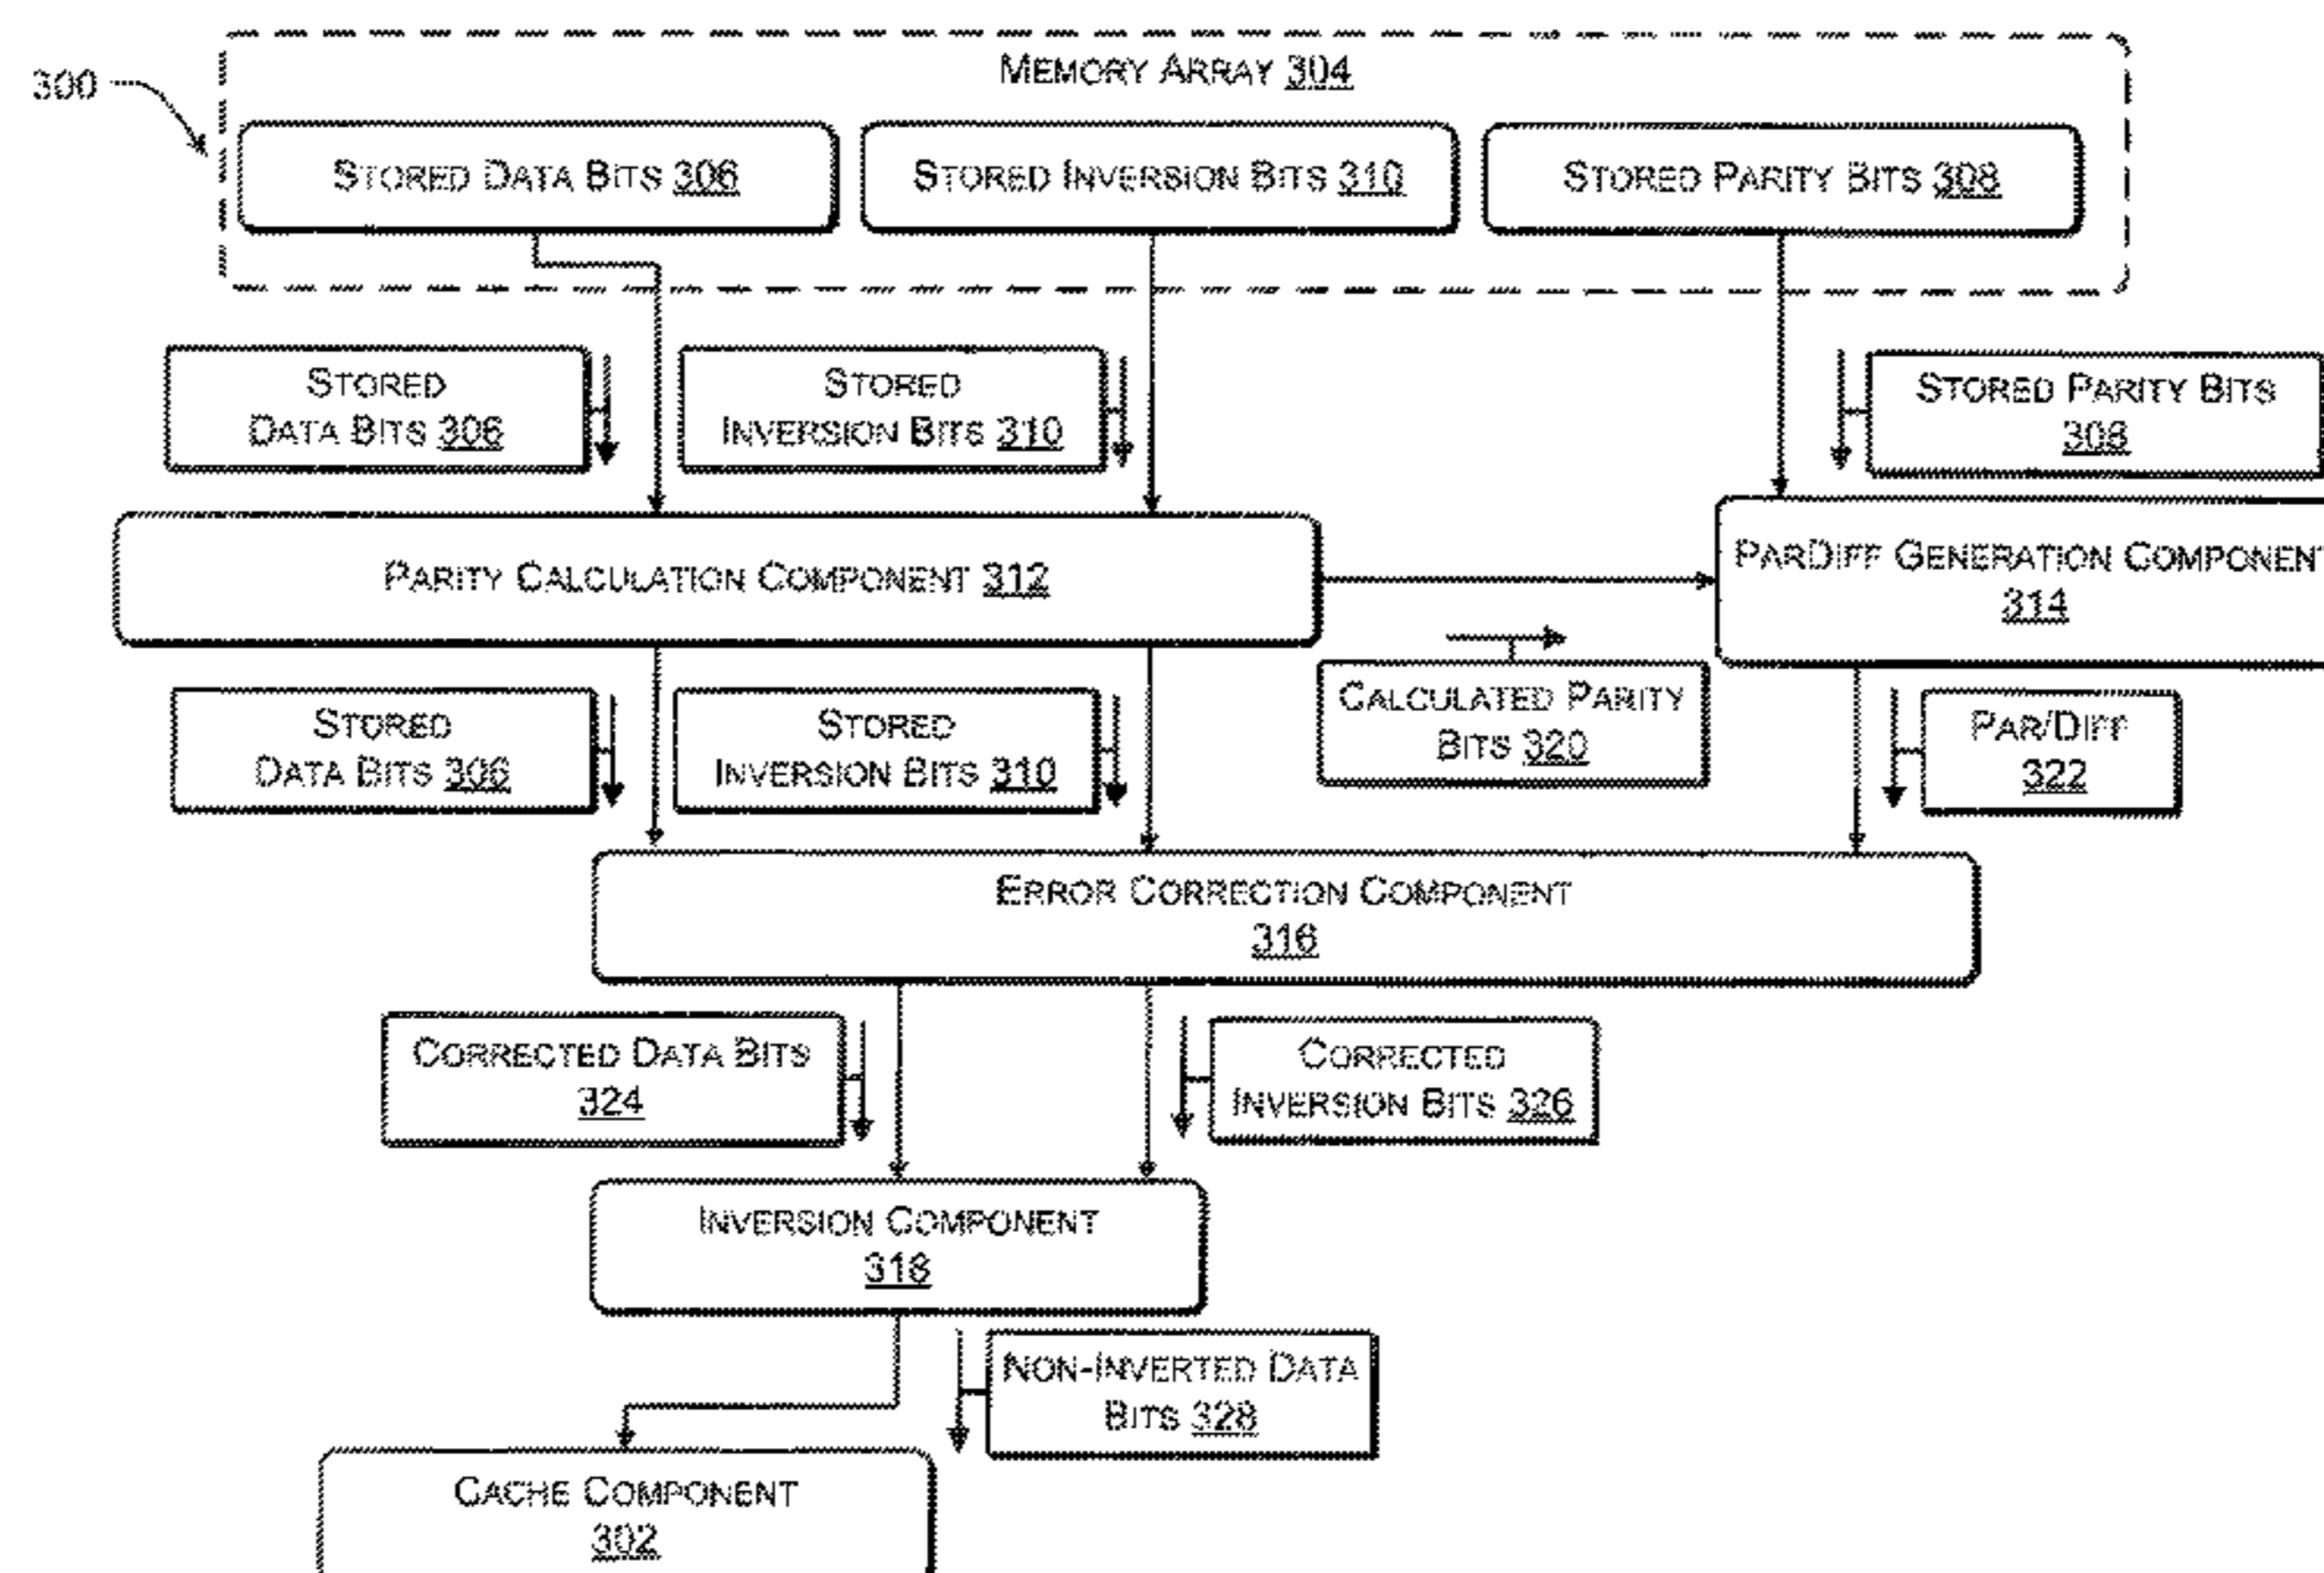 MEMORY ARRAY 304
300
STORED DATA BITS 306
STORED INVERSION BITS 310
STORED PARITY BITS 308
STORED
DATA BITS 306
STORED
INVERSION BITS 310
STORED PARITY BITS
308
PARITY CALCULATION COMPONENT 312
PARDIFF GENERATION COMPONENT
314
STORED
DATA BITS 306
STORED
INVERSION BITS 310
CALCULATED PARITY
BITS 320
PAR/DIFF
322
ERROR CORRECTION COMPONENT
316
CORRECTED DATA BITS
324
CORRECTED
INVERSION BITS 326
INVERSION COMPONENT
318
NON-INVERTED DATA
BITS 328
CACHE COMPONENT
302